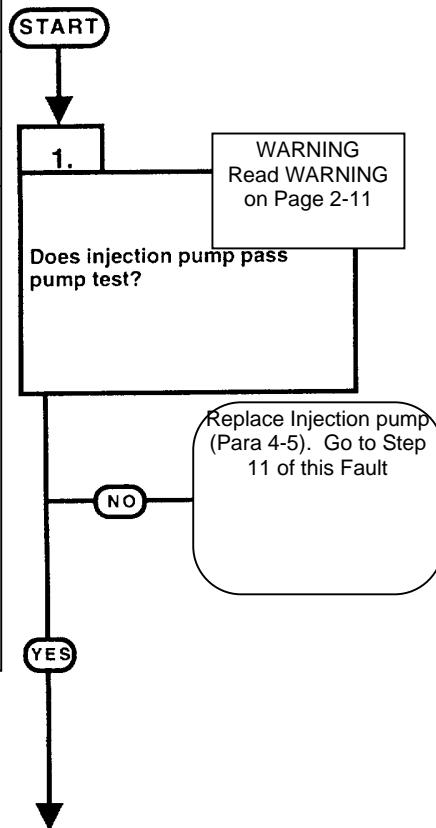 START
1.
WARNING
Read WARNING
on Page 2-11
Does injection pump pass
pump test?
Replace Injection pump
(Para 4-5). Go to Step
11 of this Fault
NO
YES